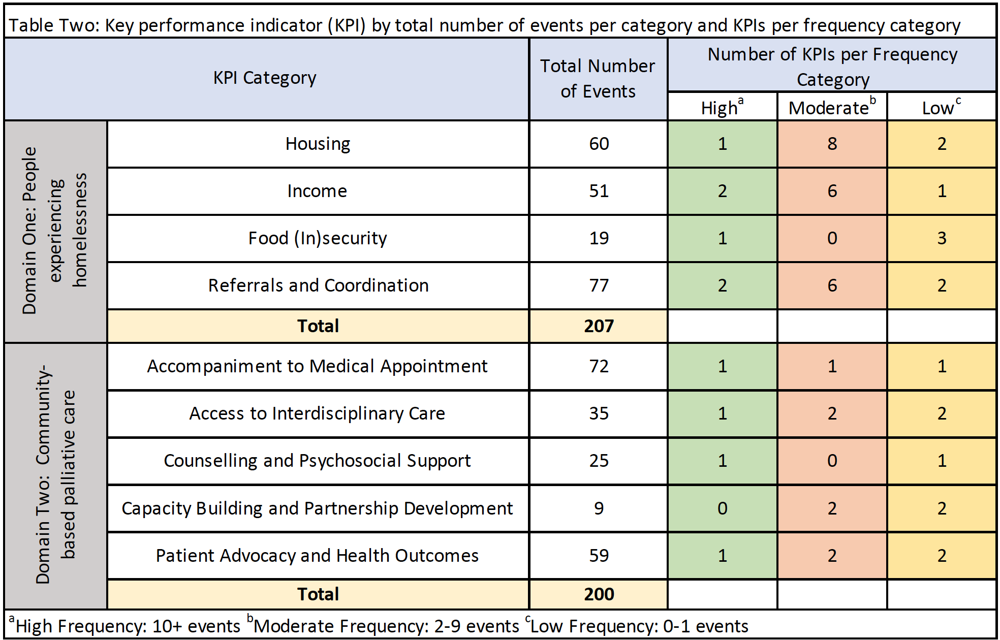 Table Two: Key performance indicator (KPI) by total number of events per category and KPIs per frequency category
KPI Category
Total Number
of Events
Number of KPIs per Frequency
Category
High^a
Moderate^b
Low^c
Domain One: People
experiencing
homelessness
Housing 60 1 8 2
Income 51 2 6 1
Food (In)security 19 1 0 3
Referrals and Coordination 77 2 6 2
Total 207
Domain Two: Community-
based palliative care
Accompaniment to Medical Appointment 72 1 1 1
Access to Interdisciplinary Care 35 1 2 2
Counselling and Psychosocial Support 25 1 0 1
Capacity Building and Partnership Development 9 0 2 2
Patient Advocacy and Health Outcomes 59 1 2 2
Total 200
^aHigh Frequency: 10+ events ^bModerate Frequency: 2-9 events ^cLow Frequency: 0-1 events